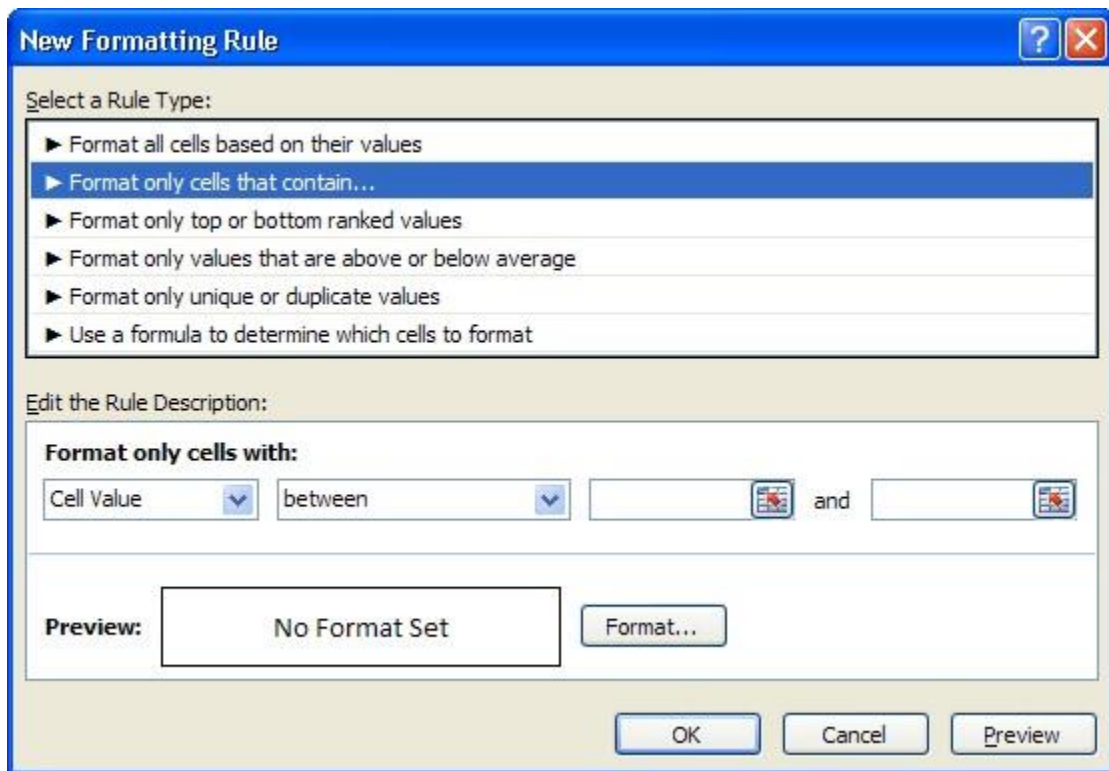 New Formatting Rule
?
Select a Rule Type:
► Format all cells based on their values
► Format only cells that contain...
► Format only top or bottom ranked values
► Format only values that are above or below average
► Format only unique or duplicate values
► Use a formula to determine which cells to format
Edit the Rule Description:
Format only cells with:
Cell Value between and
Preview: No Format Set Format...
OK Cancel Preview